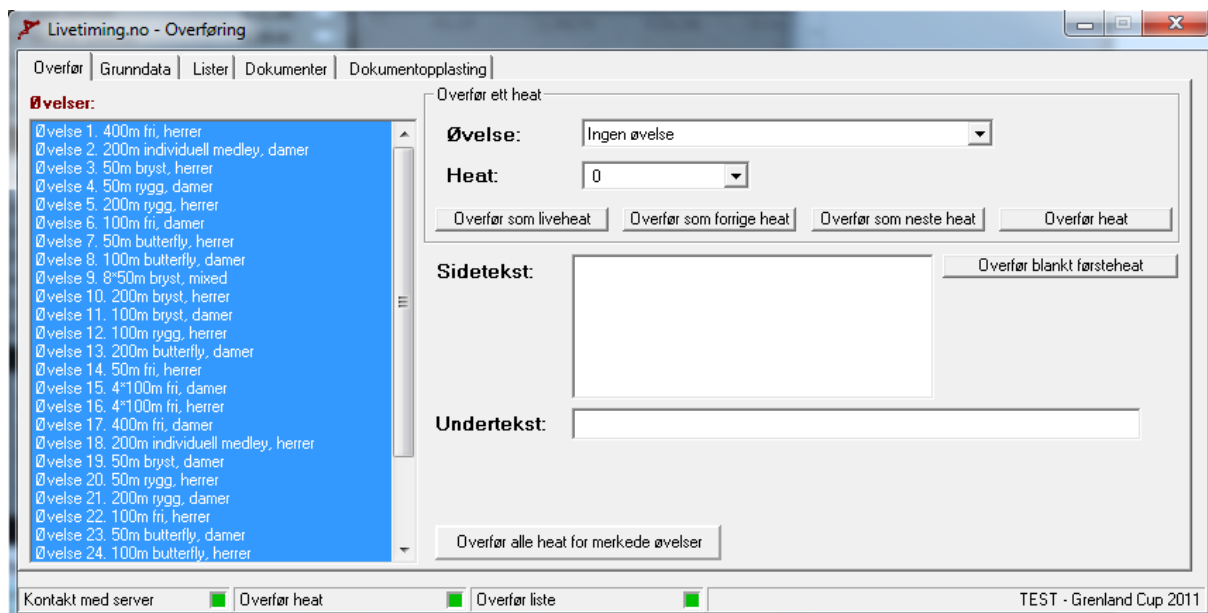 Livetiming.no - Overføring
Overfør Grunndata Lister Dokumenter Dokumentopplasting
Øvelser:
Øvelse 1. 400m fri, herrer
Øvelse 2. 200m individuell medley, damer
Øvelse 3. 50m bryst, herrer
Øvelse 4. 50m rygg, damer
Øvelse 5. 200m rygg, herrer
Øvelse 6. 100m fri, damer
Øvelse 7. 50m butterfly, herrer
Øvelse 8. 100m butterfly, damer
Øvelse 9. 8*50m bryst, mixed
Øvelse 10. 200m bryst, herrer
Øvelse 11. 100m bryst, damer
Øvelse 12. 100m rygg, herrer
Øvelse 13. 200m butterfly, damer
Øvelse 14. 50m fri, herrer
Øvelse 15. 4*100m fri, damer
Øvelse 16. 4*100m fri, herrer
Øvelse 17. 400m fri, damer
Øvelse 18. 200m individuell medley, herrer
Øvelse 19. 50m bryst, damer
Øvelse 20. 50m rygg, herrer
Øvelse 21. 200m rygg, damer
Øvelse 22. 100m fri, herrer
Øvelse 23. 50m butterfly, damer
Øvelse 24. 100m butterfly, herrer
Overfør ett heat
Øvelse: Ingen øvelse
Heat: 0
Overfør som liveheat Overfør som forrige heat Overfør som neste heat Overfør heat
Sidetekst:
Overfør blankt førsteheat
Undertekst:
Overfør alle heat for merkede øvelser
Kontakt med server Overfør heat Overfør liste TEST - Grenland Cup 2011